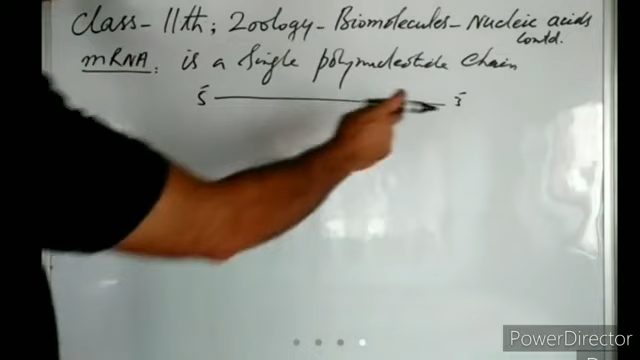 Class - 11th ; Zoology - Biomolecules - Nucleic acids
Contd.
mRNA : is a Single polynucleotide Chain
5' 3'
PowerDirector